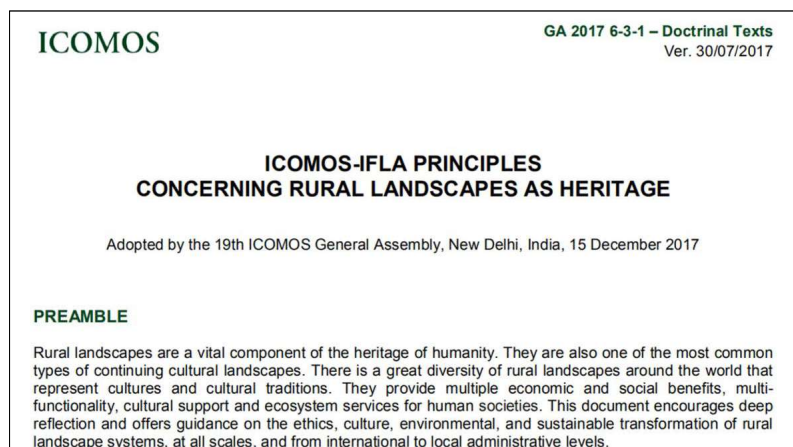 ICOMOS
GA 2017 6-3-1 – Doctrinal Texts
Ver. 30/07/2017
ICOMOS-IFLA PRINCIPLES
CONCERNING RURAL LANDSCAPES AS HERITAGE
Adopted by the 19th ICOMOS General Assembly, New Delhi, India, 15 December 2017
PREAMBLE
Rural landscapes are a vital component of the heritage of humanity. They are also one of the most common
types of continuing cultural landscapes. There is a great diversity of rural landscapes around the world that
represent cultures and cultural traditions. They provide multiple economic and social benefits, multi-
functionality, cultural support and ecosystem services for human societies. This document encourages deep
reflection and offers guidance on the ethics, culture, environmental, and sustainable transformation of rural
landscape systems, at all scales, and from international to local administrative levels.